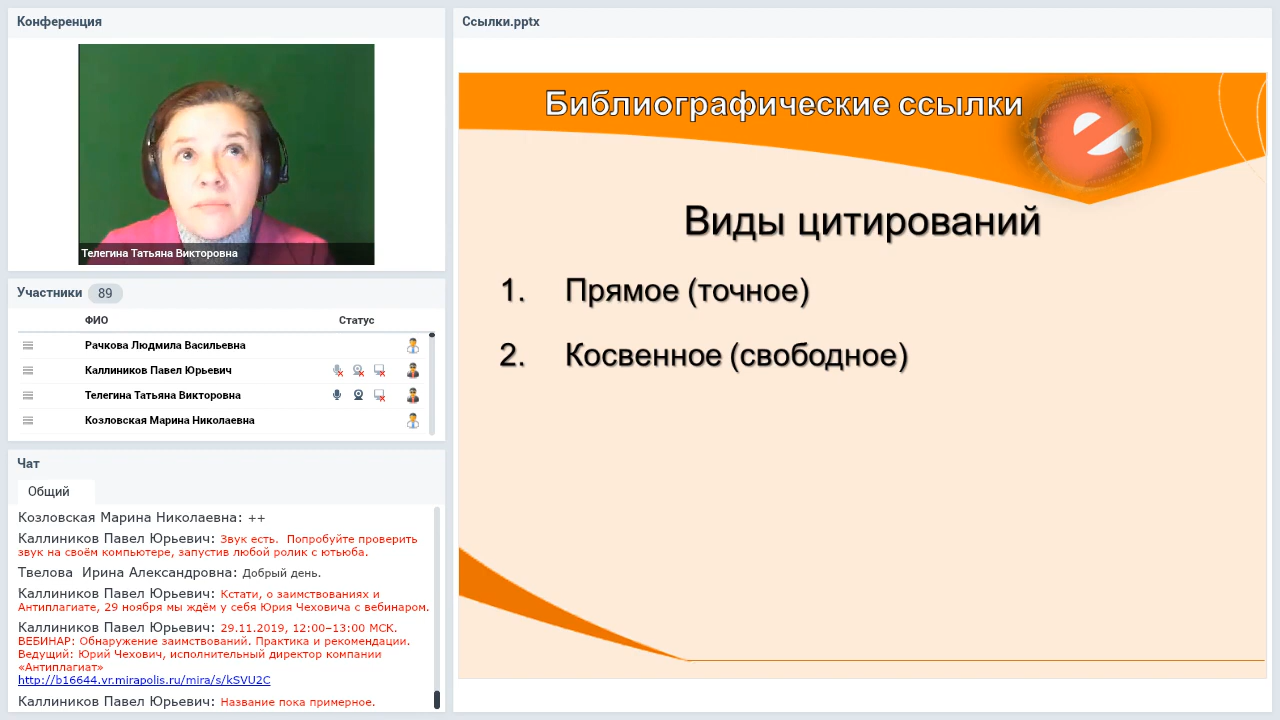 Конференция
Телегина Татьяна Викторовна
Участники 89
ФИО Статус
Рачкова Людмила Васильевна
Каллиников Павел Юрьевич
Телегина Татьяна Викторовна
Козловская Марина Николаевна
Чат
Общий
Козловская Марина Николаевна: ++
Каллиников Павел Юрьевич: Звук есть.  Попробуйте проверить
звук на своём компьютере, запустив любой ролик с ютьюба.
Твелова  Ирина Александровна: Добрый день.
Каллиников Павел Юрьевич: Кстати, о заимствованиях и
Антиплагиате, 29 ноября мы ждём у себя Юрия Чеховича с вебинаром.
Каллиников Павел Юрьевич: 29.11.2019, 12:00–13:00 МСК.
ВЕБИНАР: Обнаружение заимствований. Практика и рекомендации.
Ведущий: Юрий Чехович, исполнительный директор компании
«Антиплагиат»
http://b16644.vr.mirapolis.ru/mira/s/kSVU2C
Каллиников Павел Юрьевич: Название пока примерное.
Ссылки.pptx
Библиографические ссылки
Виды цитирований
1. Прямое (точное)
2. Косвенное (свободное)